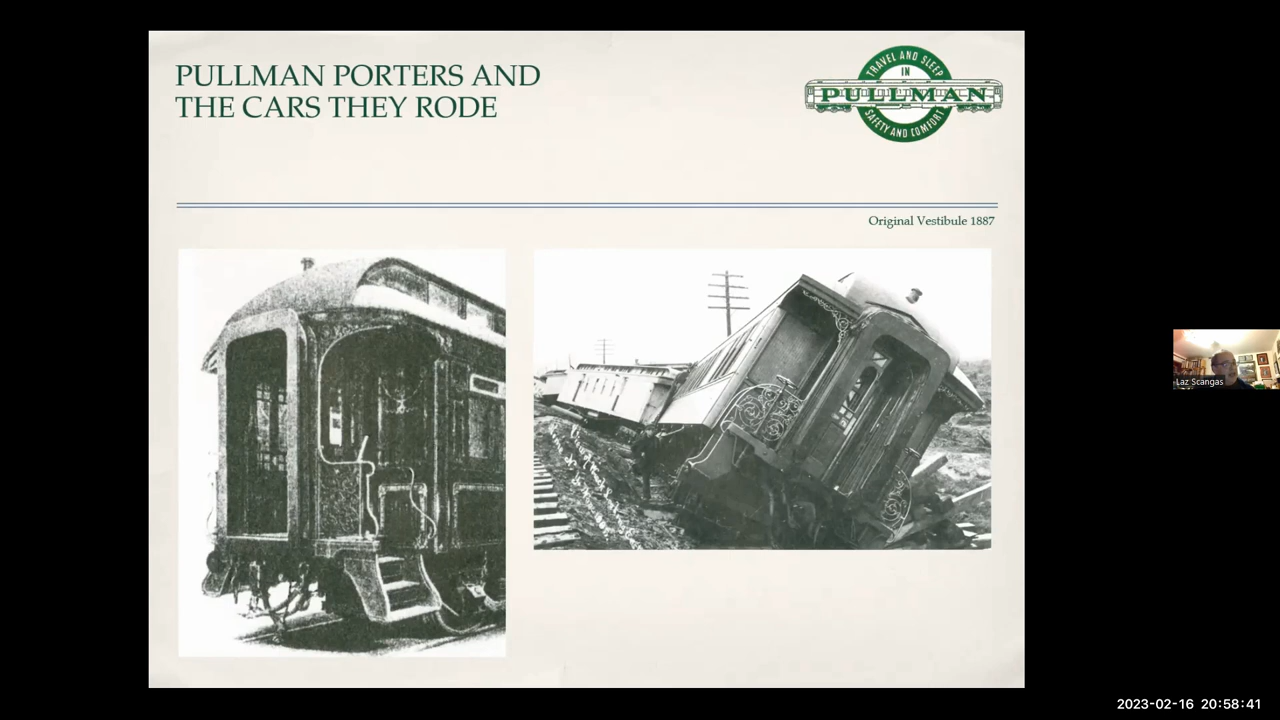 PULLMAN PORTERS AND
THE CARS THEY RODE
TRAVEL AND SLEEP
IN
PULLMAN
SAFETY AND COMFORT
Original Vestibule 1887
Laz Scangas
2023-02-16 20:58:41